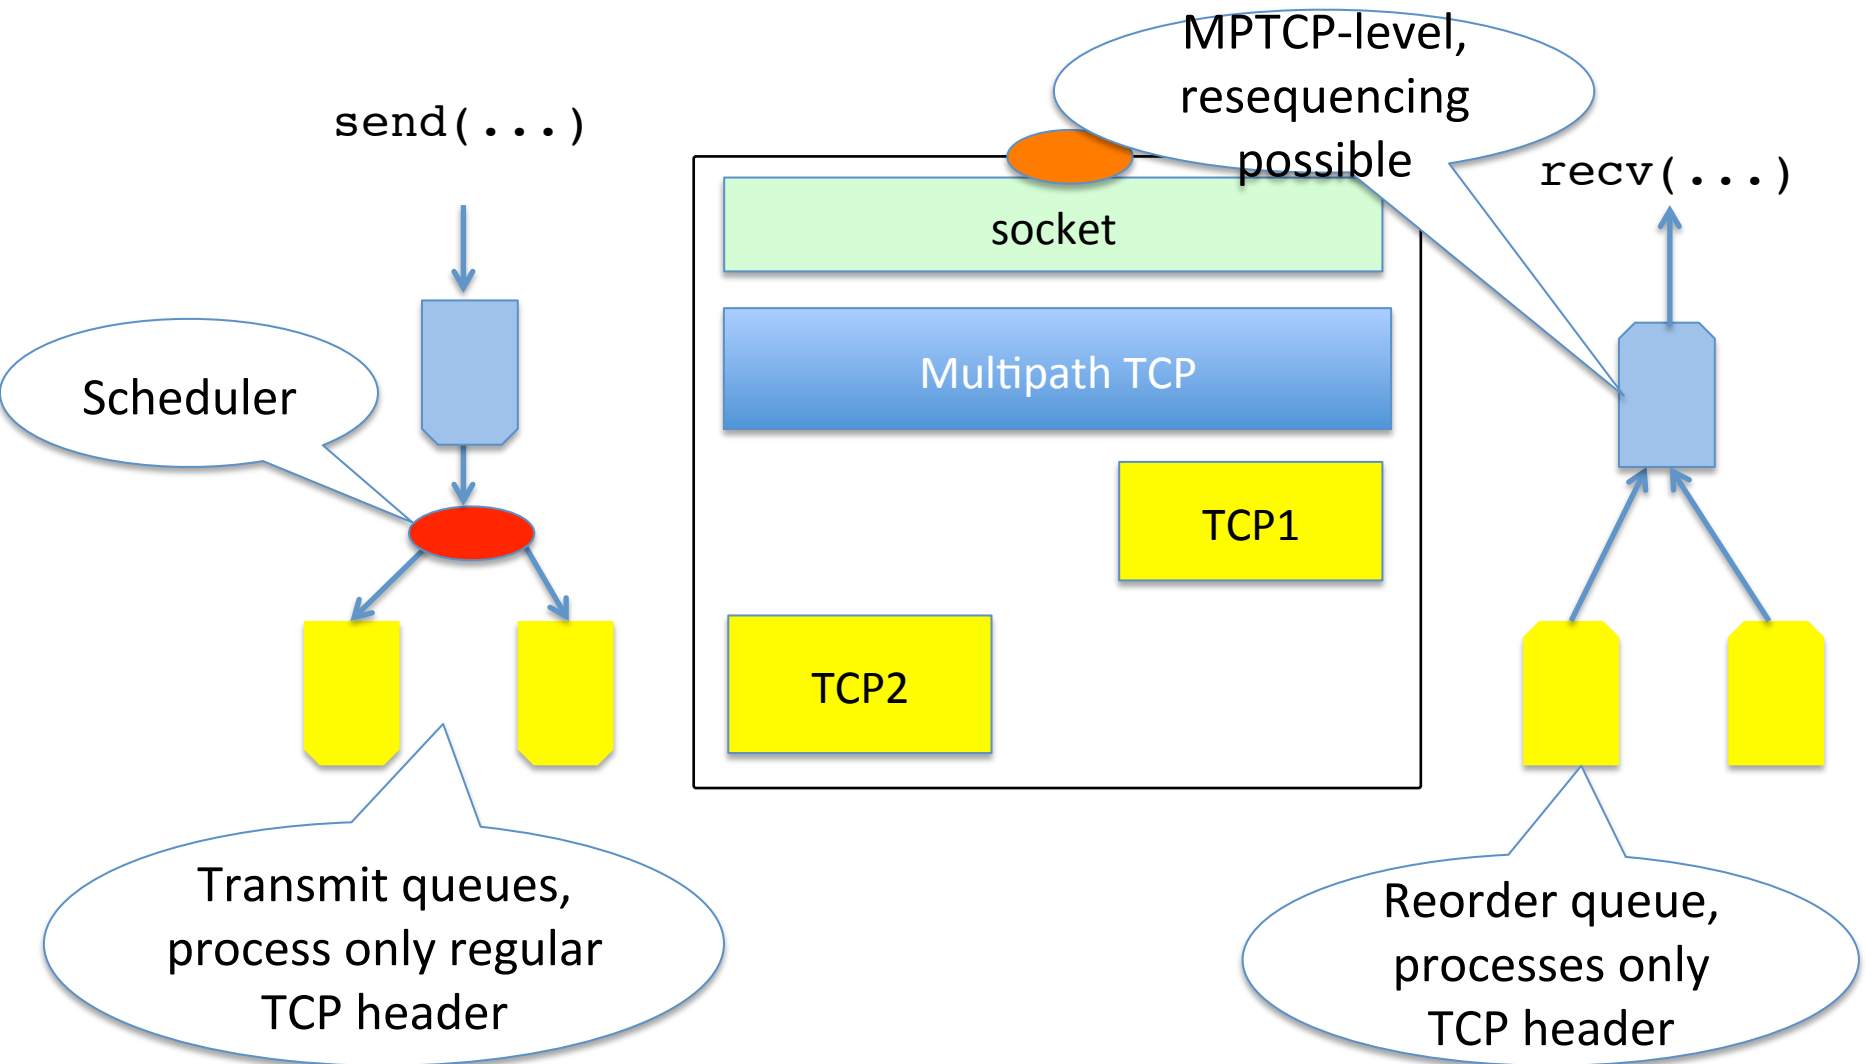 MPTCP-level,
resequencing
possible
send(...)
recv(...)
socket
Scheduler
Multipath TCP
TCP1
TCP2
Transmit queues,
process only regular
TCP header
Reorder queue,
processes only
TCP header